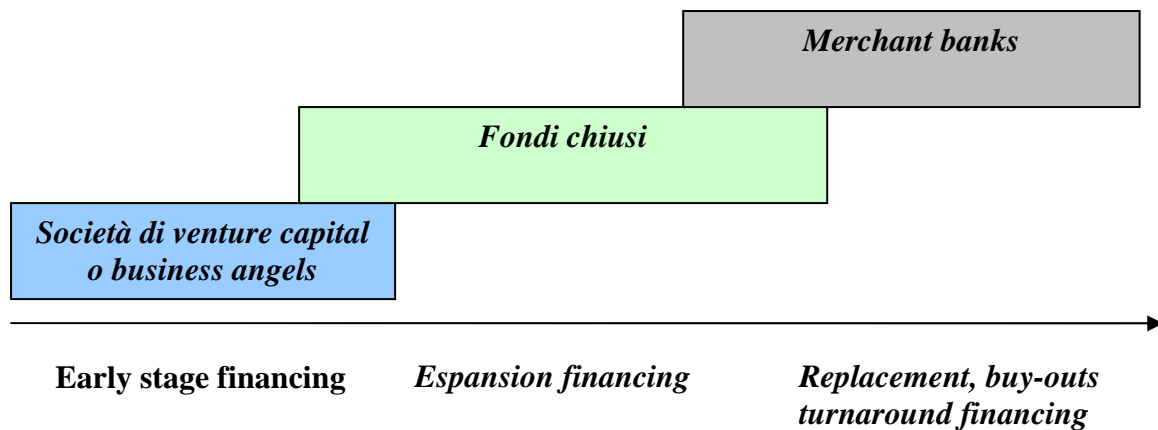 Merchant banks
Fondi chiusi
Società di venture capital
o business angels
Early stage financing
Espansion financing
Replacement, buy-outs
turnaround financing